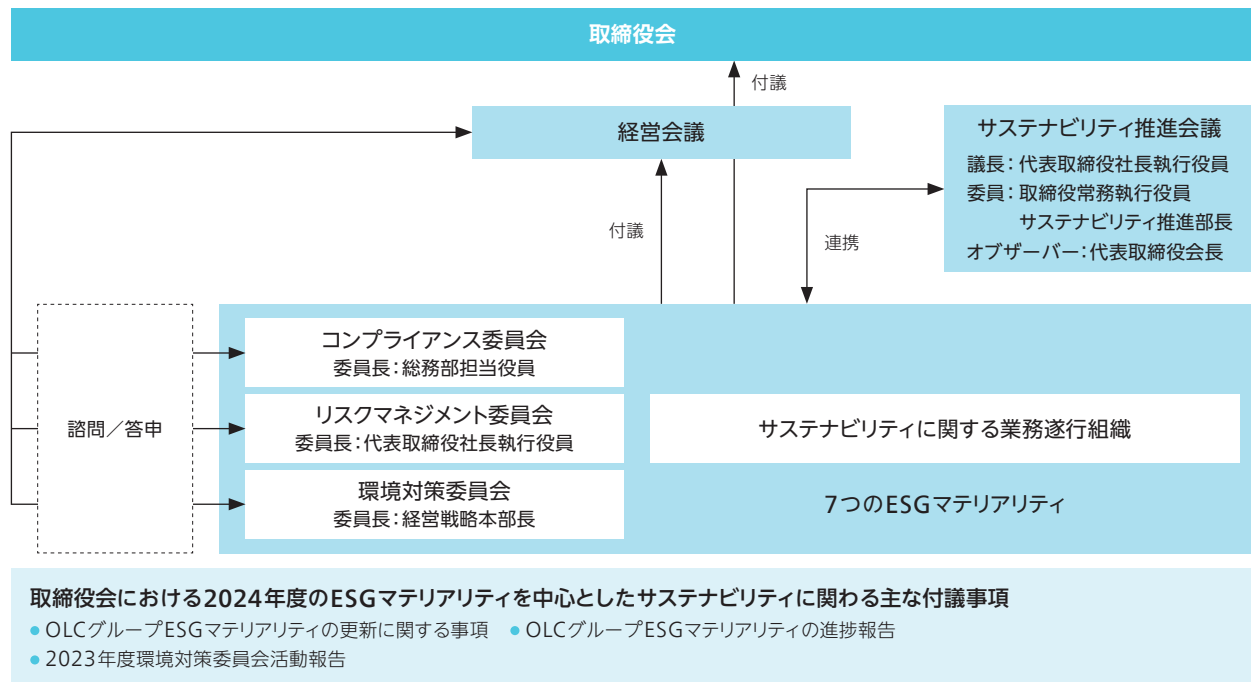 取締役会
付議
経営会議
サステナビリティ推進会議
議長：代表取締役社長執行役員
委員：取締役常務執行役員
サステナビリティ推進部長
オブザーバー：代表取締役会長
付議
連携
諮問／答申
コンプライアンス委員会
委員長：総務部担当役員
リスクマネジメント委員会
委員長：代表取締役社長執行役員
環境対策委員会
委員長：経営戦略本部長
サステナビリティに関する業務遂行組織
7つのESGマテリアリティ
取締役会における2024年度のESGマテリアリティを中心としたサステナビリティに関わる主な付議事項
● OLCグループESGマテリアリティの更新に関する事項 ● OLCグループESGマテリアリティの進捗報告
● 2023年度環境対策委員会活動報告